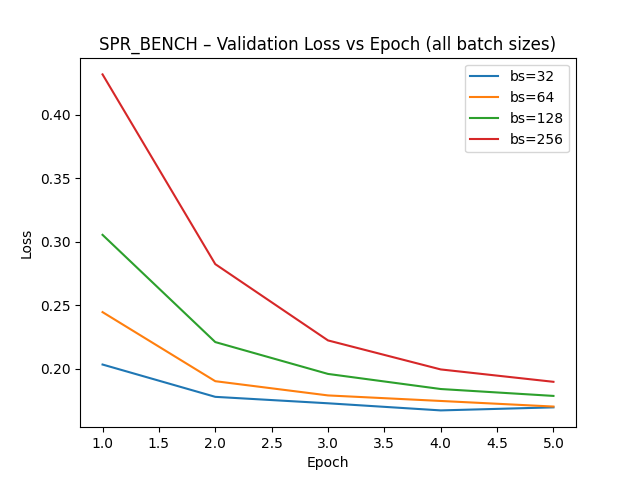 SPR_BENCH – Validation Loss vs Epoch (all batch sizes)
bs=32
bs=64
bs=128
bs=256
0.40
0.35
0.30
0.25
0.20
Loss
1.0 1.5 2.0 2.5 3.0 3.5 4.0 4.5 5.0
Epoch